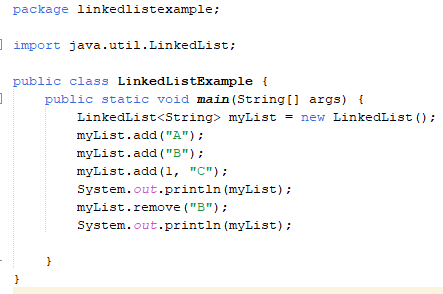 package linkedlistexample;
import java.util.LinkedList;
public class LinkedListExample {
public static void main(String[] args) {
LinkedList<String> myList = new LinkedList();
myList.add("A");
myList.add("B");
myList.add(1, "C");
System.out.println(myList);
myList.remove("B");
System.out.println(myList);
}
}